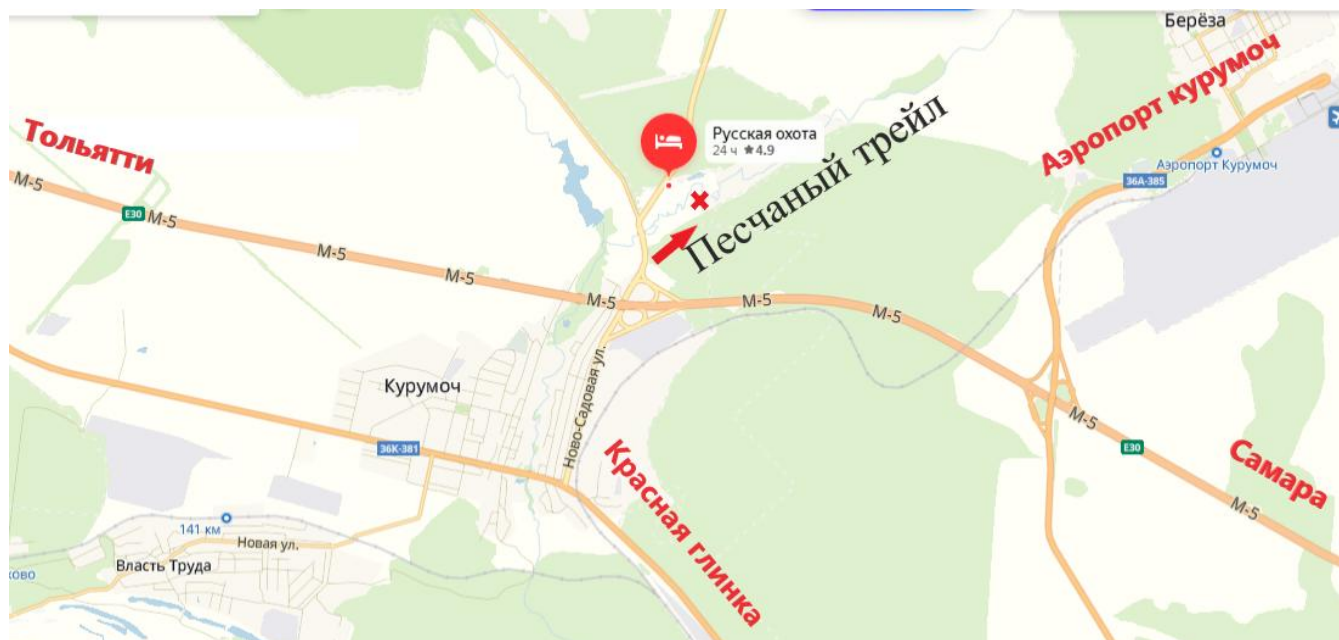 Берёза
Аэропорт курумоч
Тольятти
Русская охота
24 ч ★4.9
Песчаный трейл
Аэропорт Курумоч
36А-385
М-5
Е30
М-5
М-5
М-5
М-5
М-5
М-5
Курумоч
Ново-Садовая ул.
М-5
Е30
Самара
М-5
36К-381
Красная глинка
141 км
Новая ул.
Власть Труда
ково